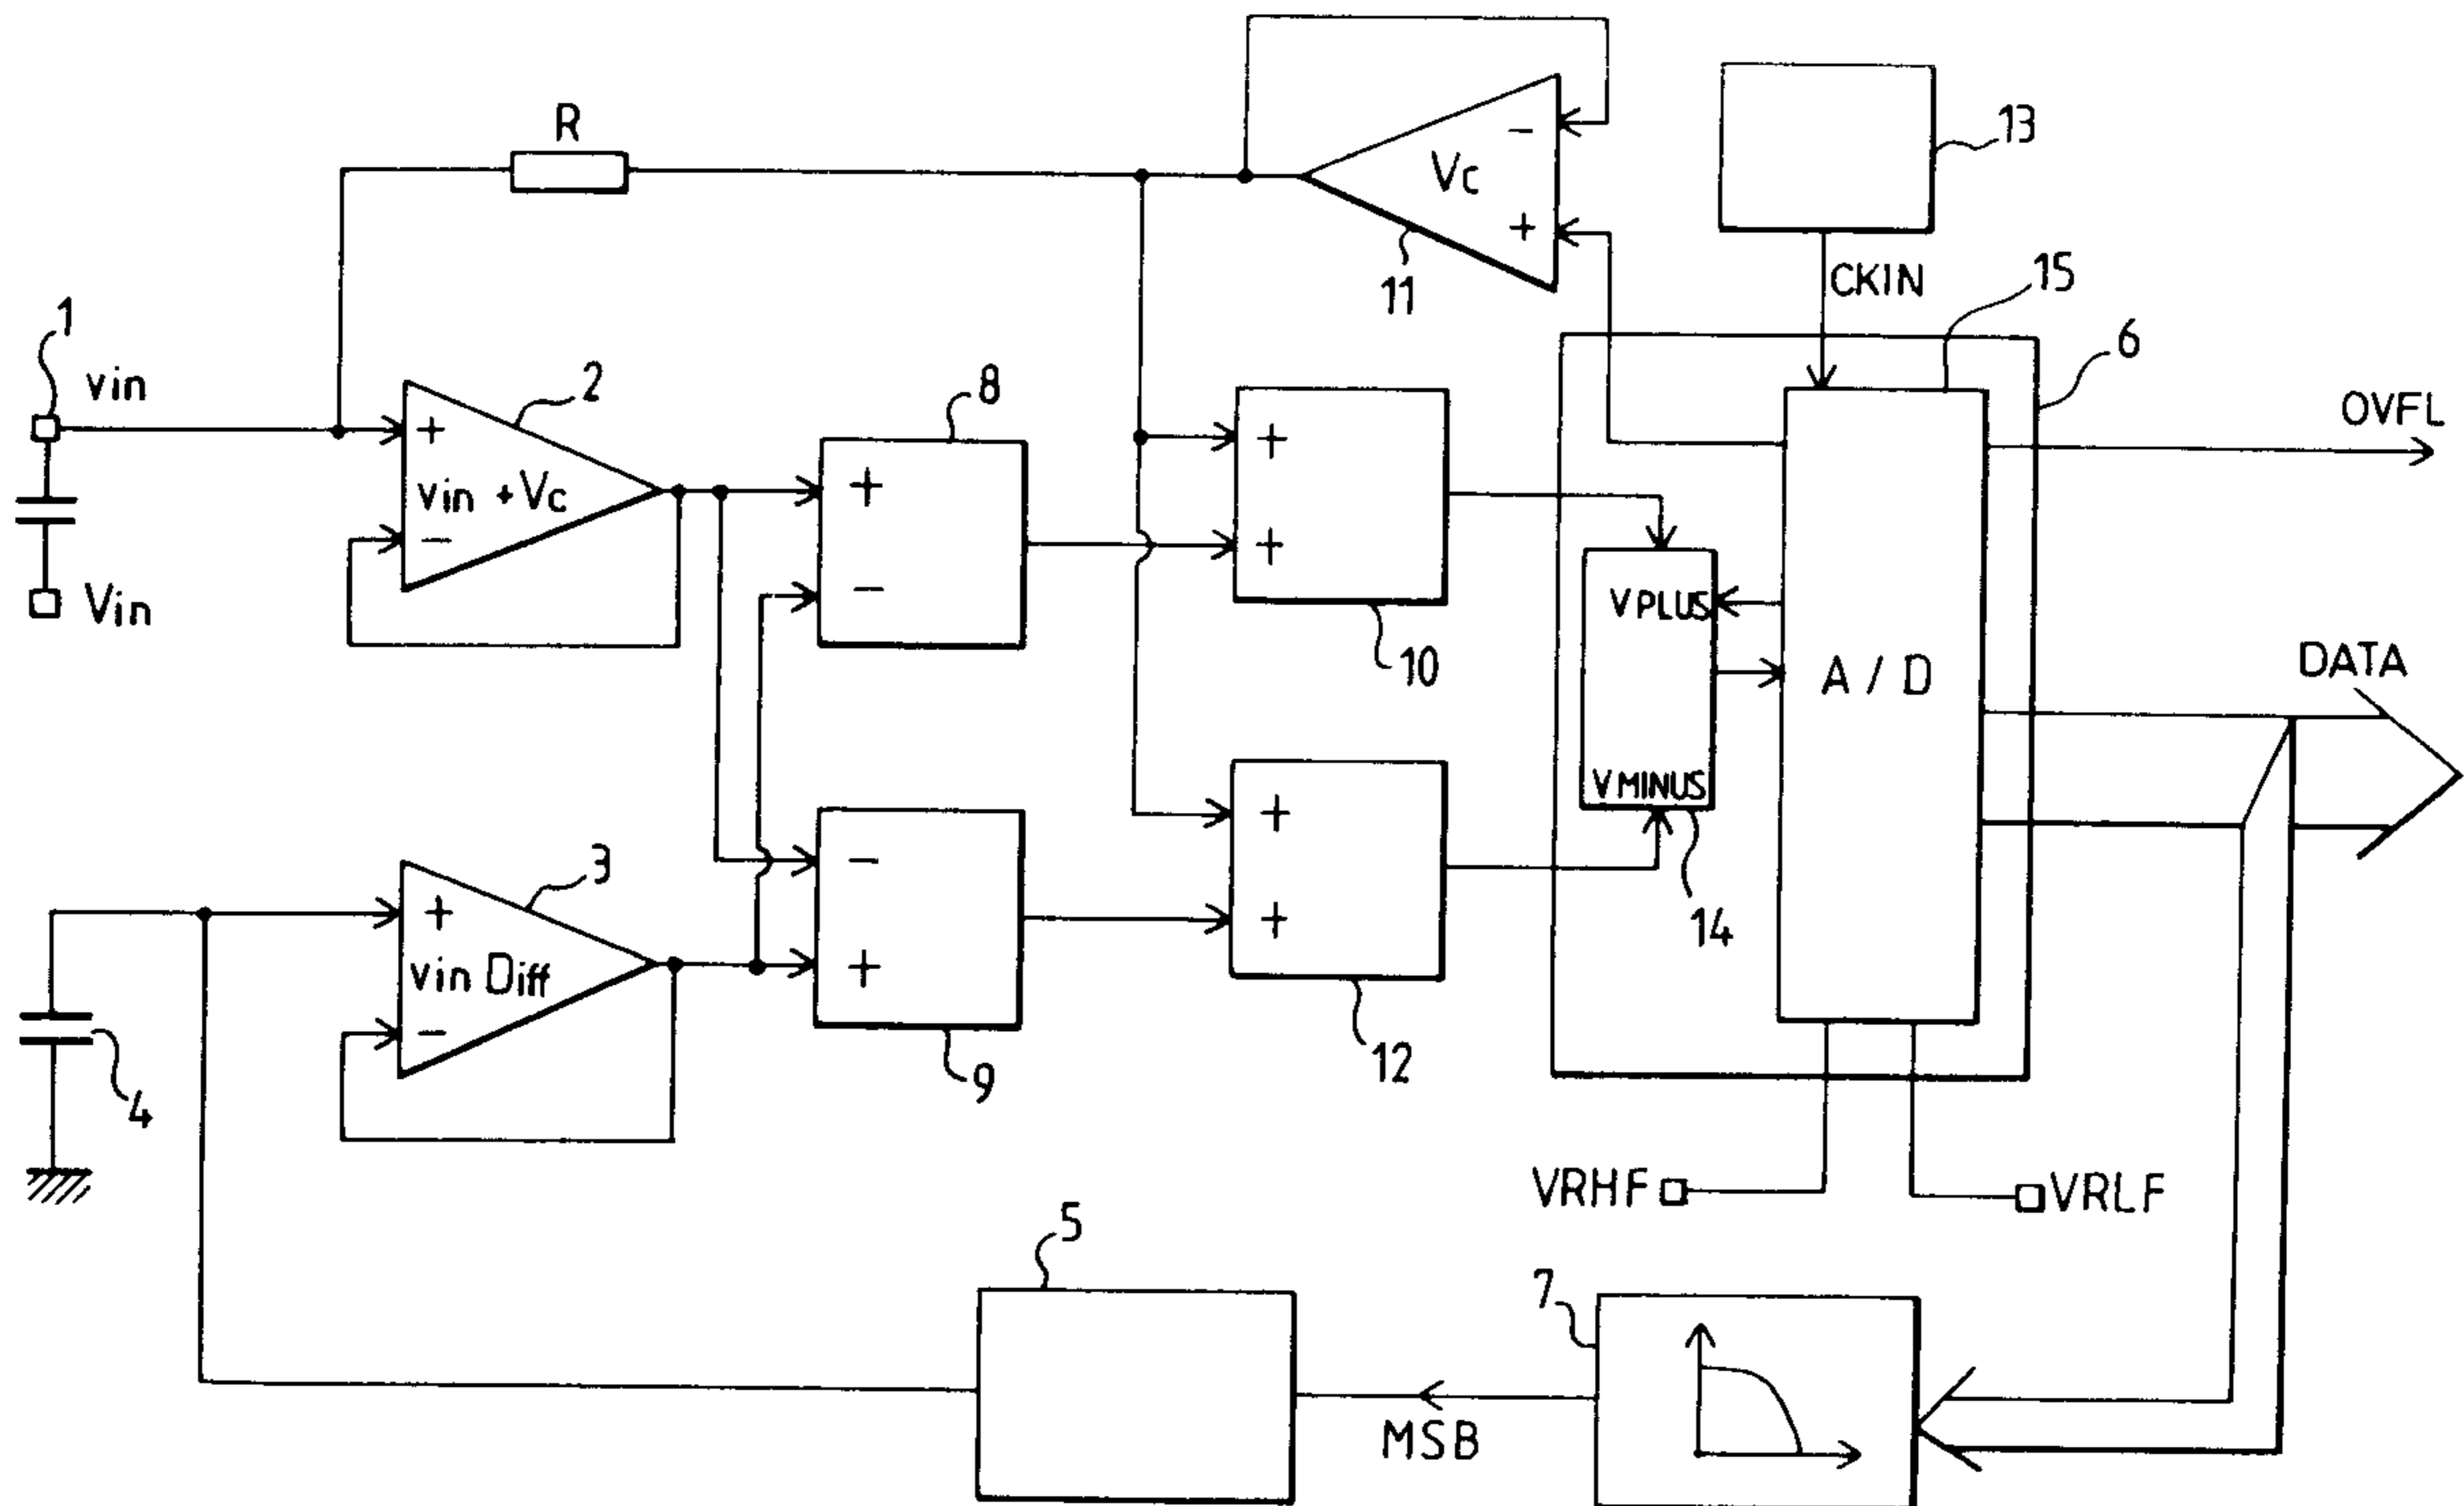 R
-
Vc
+
11
13
CKIN
15
6
1
vin
2
+
vin + Vc
-
Vin
8
+
-
+
+
10
OVFL
VPLUS
A / D
DATA
VMINUS
14
3
+
vin Diff
-
4
-
+
9
+
+
12
VRHF
VRLF
5
7
MSB